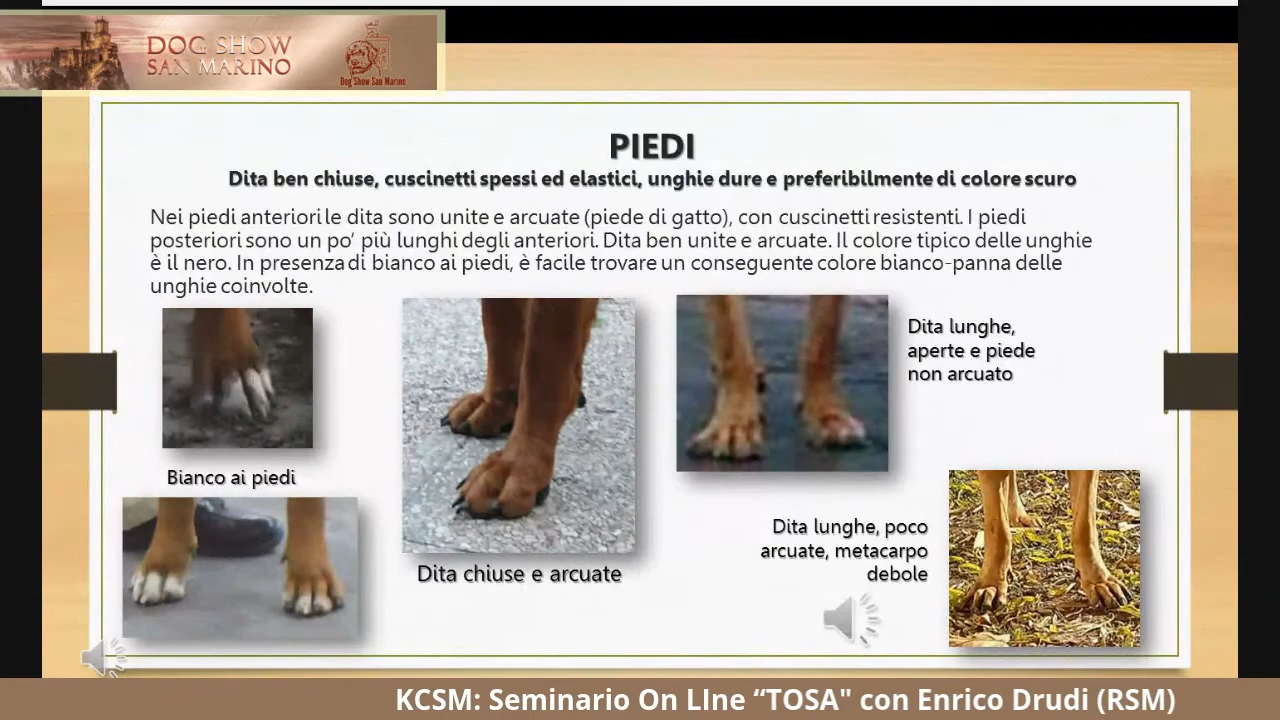 DOG SHOW
SAN MARINO
Dog Show San Marino
PIEDI
Dita ben chiuse, cuscinetti spessi ed elastici, unghie dure e preferibilmente di colore scuro
Nei piedi anteriori le dita sono unite e arcuate (piede di gatto), con cuscinetti resistenti. I piedi
posteriori sono un po’ più lunghi degli anteriori. Dita ben unite e arcuate. Il colore tipico delle unghie
è il nero. In presenza di bianco ai piedi, è facile trovare un conseguente colore bianco-panna delle
unghie coinvolte.
Bianco ai piedi
Dita chiuse e arcuate
Dita lunghe,
aperte e piede
non arcuato
Dita lunghe, poco
arcuate, metacarpo
debole
KCSM: Seminario On LIne “TOSA" con Enrico Drudi (RSM)